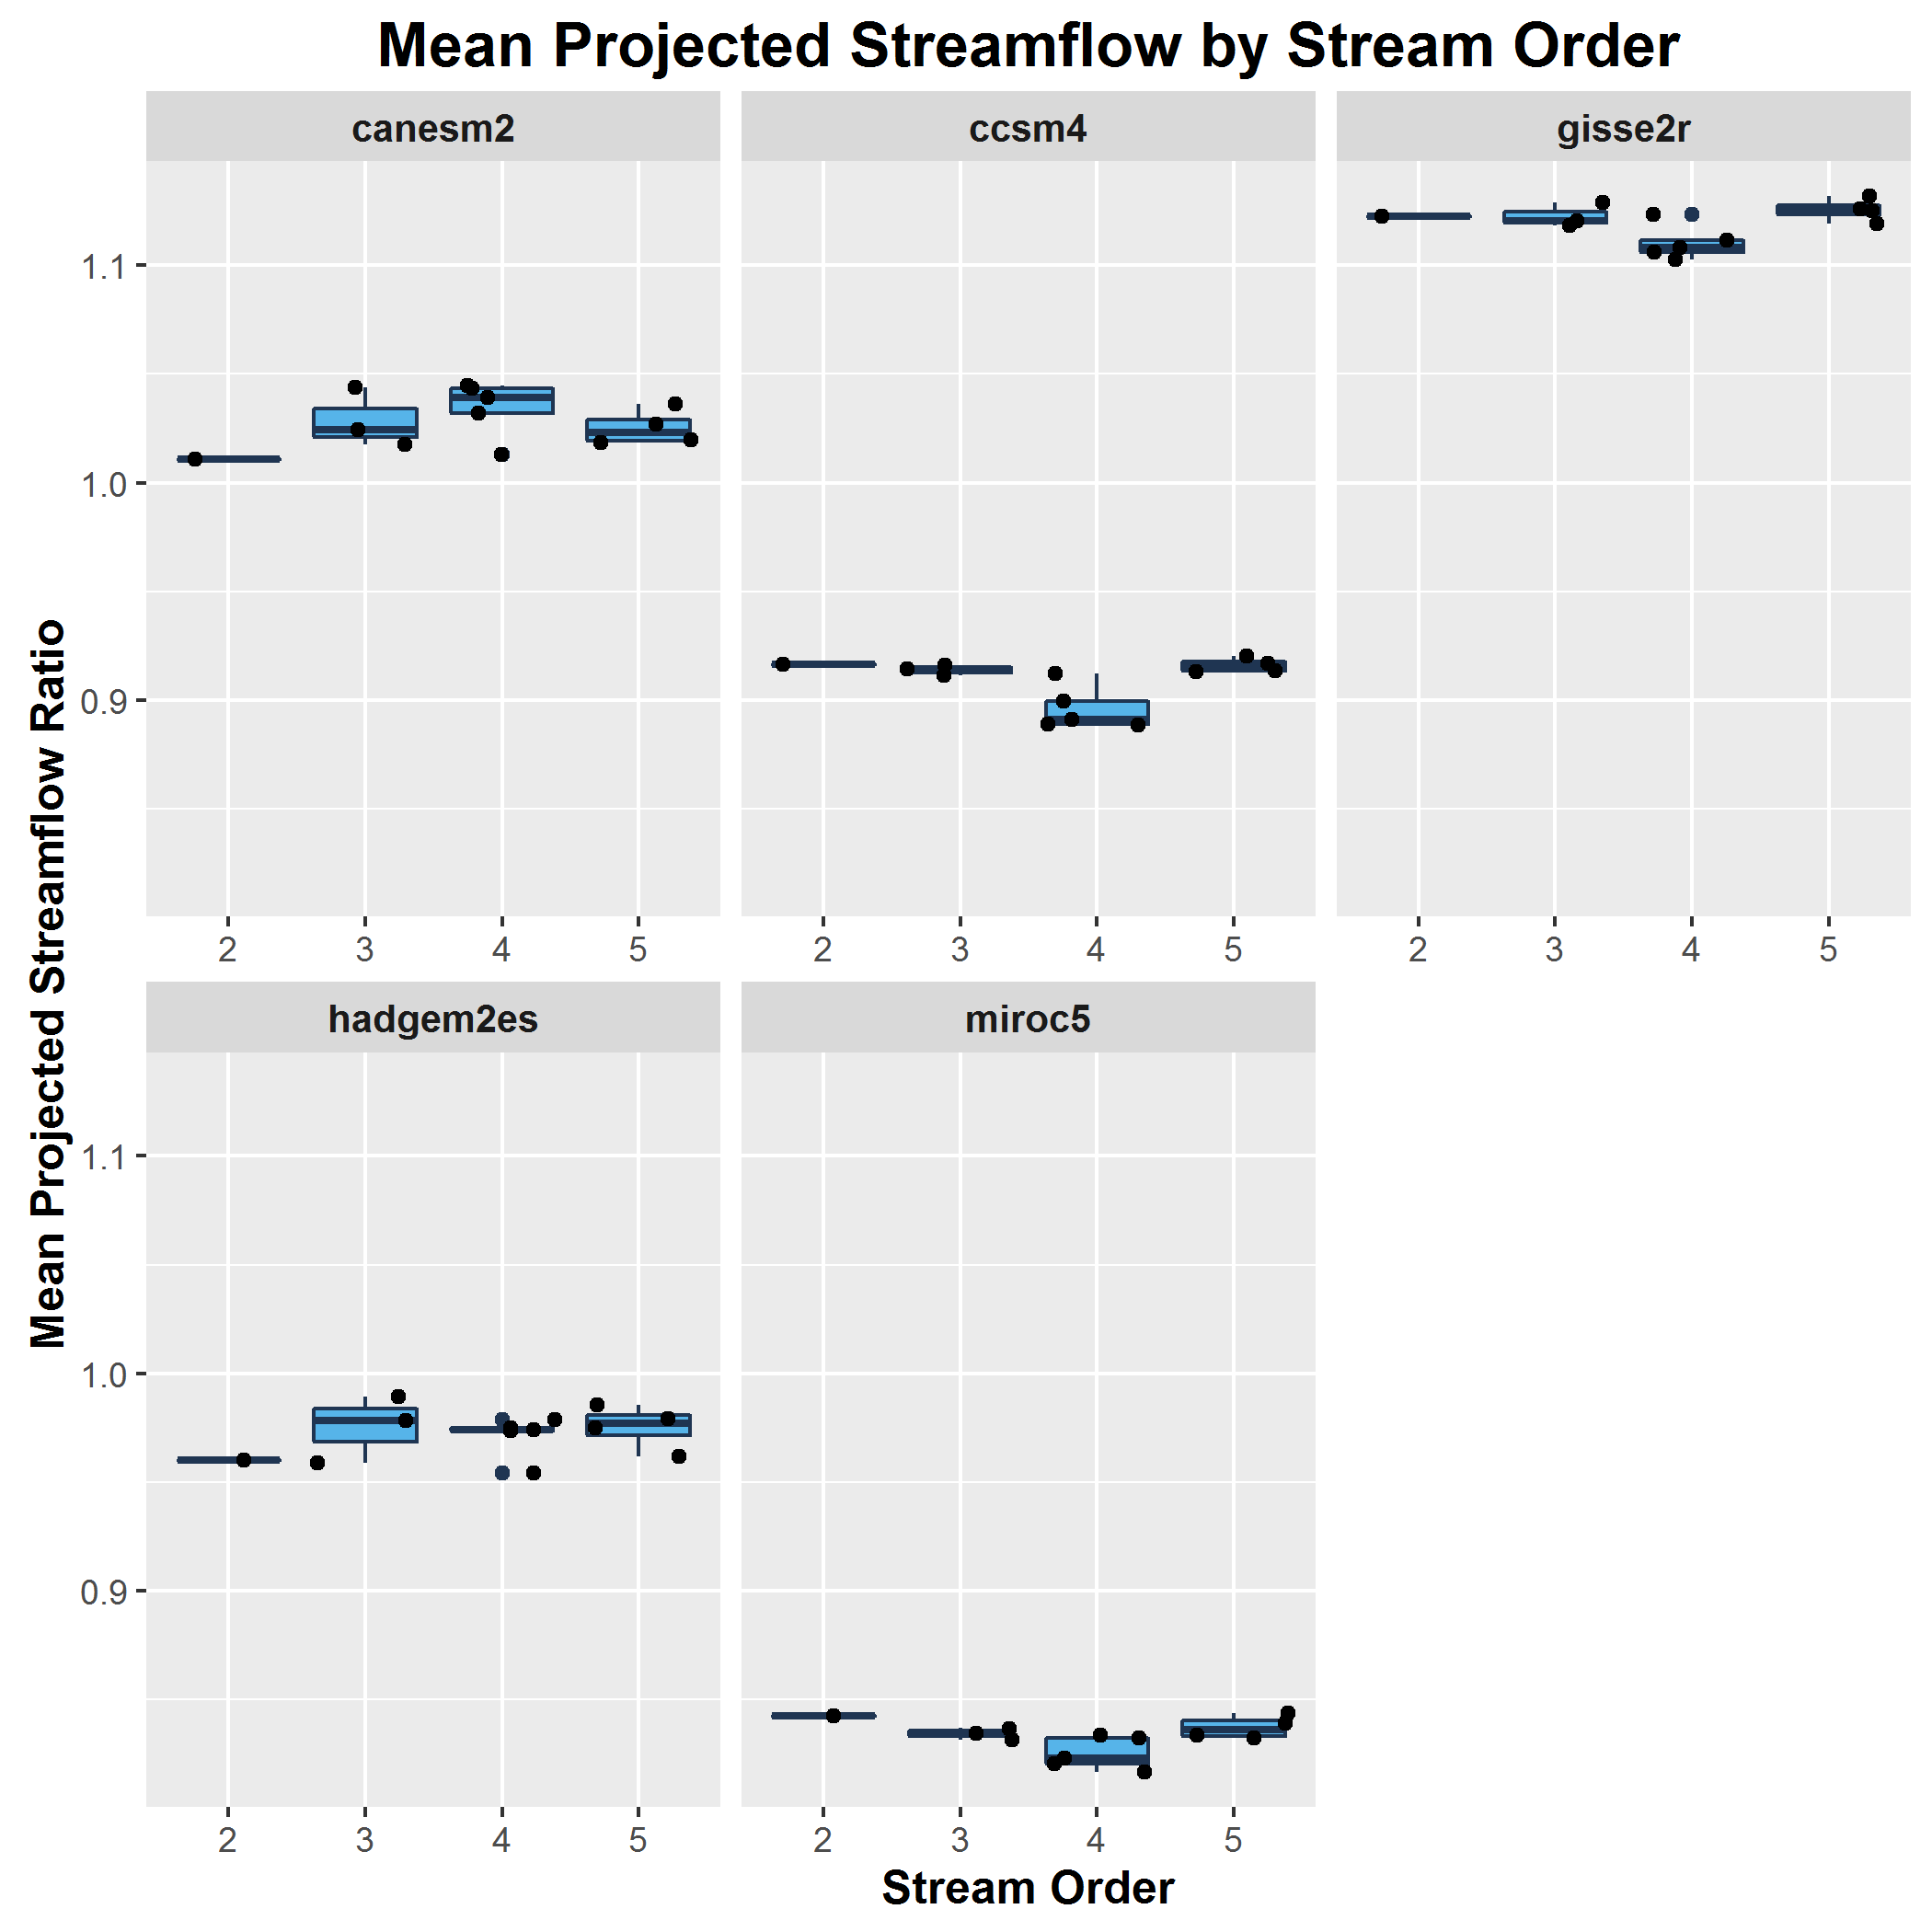 Mean Projected Streamflow by Stream Order
canesm2
ccsm4
gisse2r
1.1
1.0
0.9
2 3 4 5
2 3 4 5
2 3 4 5
Mean Projected Streamflow Ratio
hadgem2es
miroc5
1.1
1.0
0.9
2 3 4 5
2 3 4 5
Stream Order